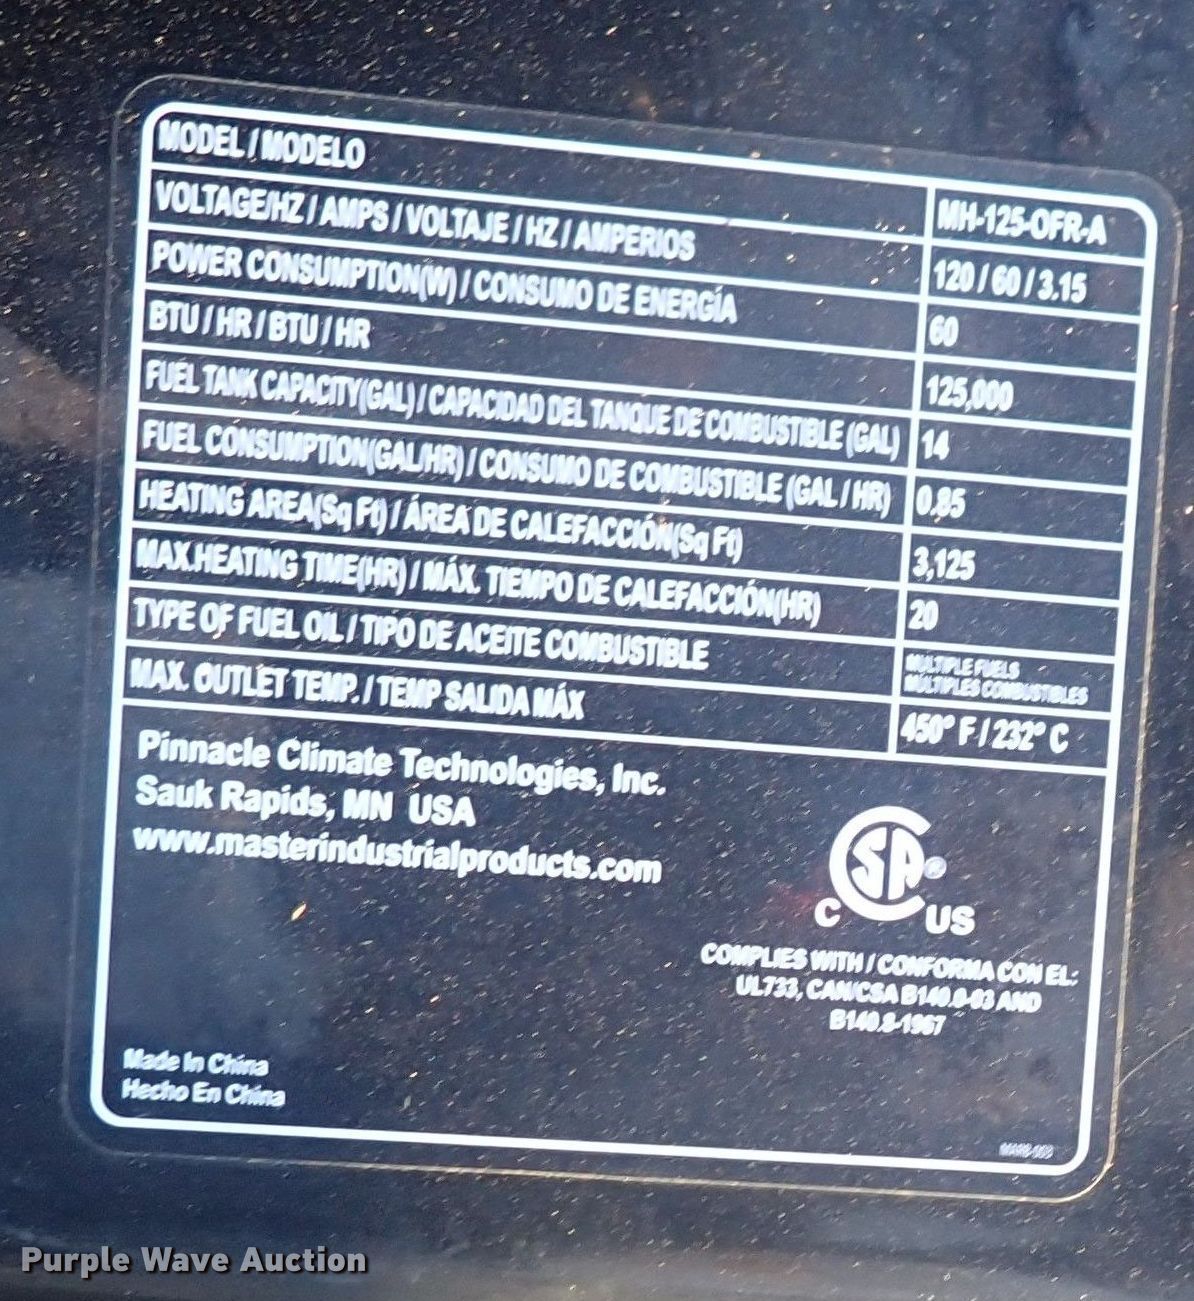 MODEL / MODELO MH-125-OFR-A
VOLTAGE/HZ / AMPS / VOLTAJE / HZ / AMPERIOS 120 / 60 / 3.15
POWER CONSUMPTION(W) / CONSUMO DE ENERGÍA 60
BTU / HR / BTU / HR 125,000
FUEL TANK CAPACITY(GAL) / CAPACIDAD DEL TANQUE DE COMBUSTIBLE (GAL) 14
FUEL CONSUMPTION(GAL/HR) / CONSUMO DE COMBUSTIBLE (GAL / HR) 0.85
HEATING AREA(Sq Ft) / ÁREA DE CALEFACCIÓN(Sq Ft) 3,125
MAX.HEATING TIME(HR) / MÁX. TIEMPO DE CALEFACCIÓN(HR) 20
TYPE OF FUEL OIL / TIPO DE ACEITE COMBUSTIBLE MULTIPLE FUELS
MÚLTIPLES COMBUSTIBLES
MAX. OUTLET TEMP. / TEMP SALIDA MÁX 450° F / 232° C
Pinnacle Climate Technologies, Inc.
Sauk Rapids, MN USA
www.masterindustrialproducts.com
CSA ®
C US
COMPLIES WITH / CONFORMA CON EL:
UL733, CAN/CSA B140.0-03 AND
B140.8-1967
Made In China
Hecho En China
Purple Wave Auction